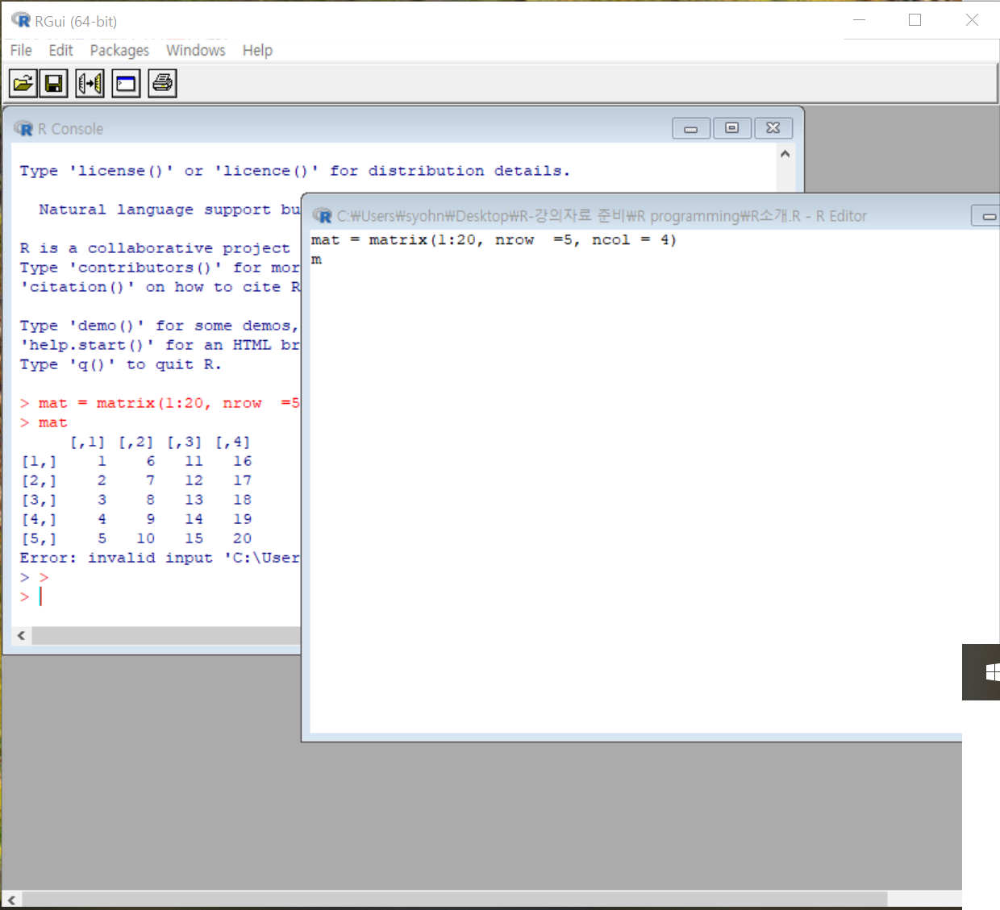 RGui (64-bit)
File Edit Packages Windows Help
R Console
Type 'license()' or 'licence()' for distribution details.
Natural language support bu
R is a collaborative project
Type 'contributors()' for mor
'citation()' on how to cite R
Type 'demo()' for some demos,
'help.start()' for an HTML br
Type 'q()' to quit R.
> mat = matrix(1:20, nrow  =5
> mat
[,1] [,2] [,3] [,4]
[1,] 1 6 11 16
[2,] 2 7 12 17
[3,] 3 8 13 18
[4,] 4 9 14 19
[5,] 5 10 15 20
Error: invalid input 'C:\User
> >
>
C:₩Users₩syohn₩Desktop₩R-강의자료 준비₩R programming₩R소개.R - R Editor
mat = matrix(1:20, nrow  =5, ncol = 4)
m